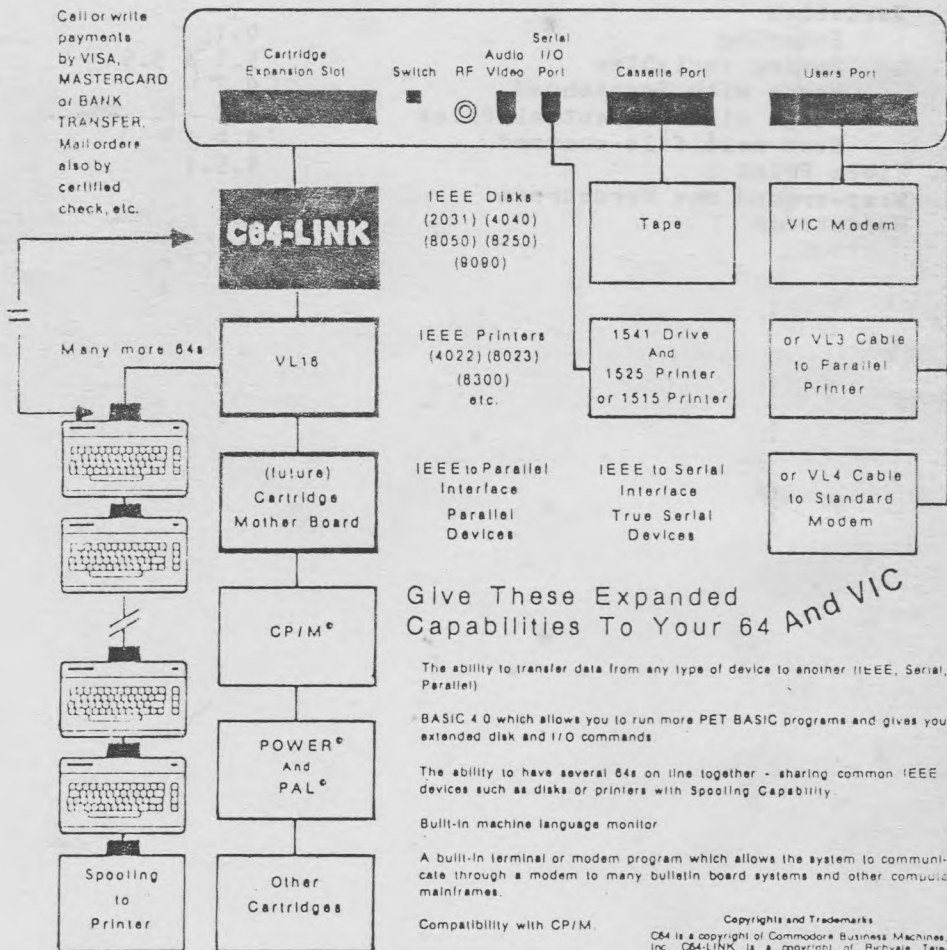 Call or write
payments
by VISA,
MASTERCARD
or BANK
TRANSFER.
Mail orders
also by
certified
check, etc.
Cartridge
Expansion Slot
Switch
RF
Audio
Video
Serial
I/O
Port
Cassette Port
Users Port
C64-LINK
IEEE Disks
(2031) (4040)
(8050) (8250)
(9090)
Tape
VIC Modem
Many more 64s
VL16
IEEE Printers
(4022) (8023)
(8300)
etc.
1541 Drive
And
1525 Printer
or 1515 Printer
or VL3 Cable
to Parallel
Printer
(future)
Cartridge
Mother Board
IEEE to Parallel
Interface
Parallel
Devices
IEEE to Serial
Interface
True Serial
Devices
or VL4 Cable
to Standard
Modem
CP/M©
POWER©
And
PAL©
Other
Cartridges
Spooling
to
Printer
Give These Expanded
Capabilities To Your 64 And VIC
The ability to transfer data from any type of device to another (IEEE, Serial,
Parallel)
BASIC 4.0 which allows you to run more PET BASIC programs and gives you
extended disk and I/O commands.
The ability to have several 64s on line together - sharing common IEEE
devices such as disks or printers with Spooling Capability.
Built-in machine language monitor
A built-in terminal or modem program which allows the system to communi-
cate through a modem to many bulletin board systems and other
mainframes.
Compatibility with CP/M.
Copyrights and Trademarks
C64 is a copyright of Commodore Business Machines
Inc. C64-LINK is a copyright of Richvale